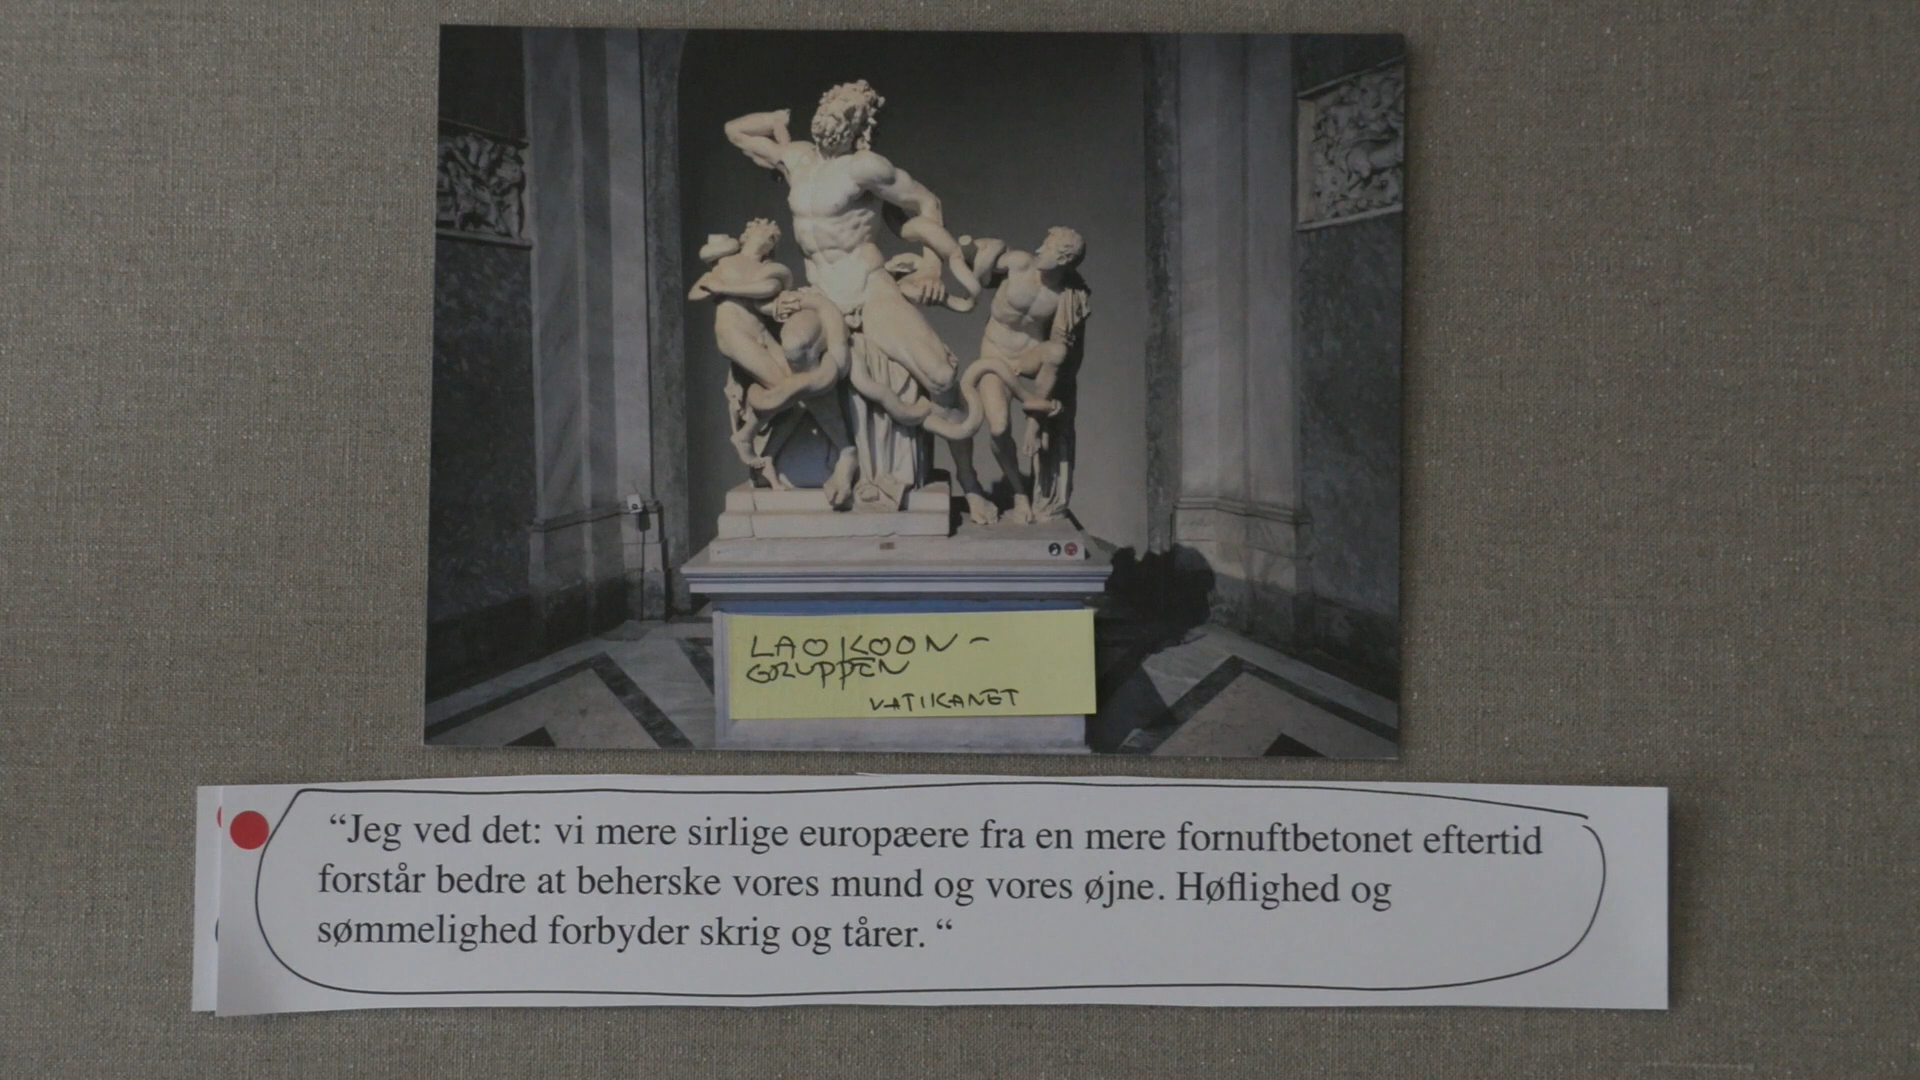 LAOKOON-
GRUPPEN
VATIKANET
“Jeg ved det: vi mere sirlige europæere fra en mere fornuftbetonet eftertid
forstår bedre at beherske vores mund og vores øjne. Høflighed og
sømmelighed forbyder skrig og tårer. “